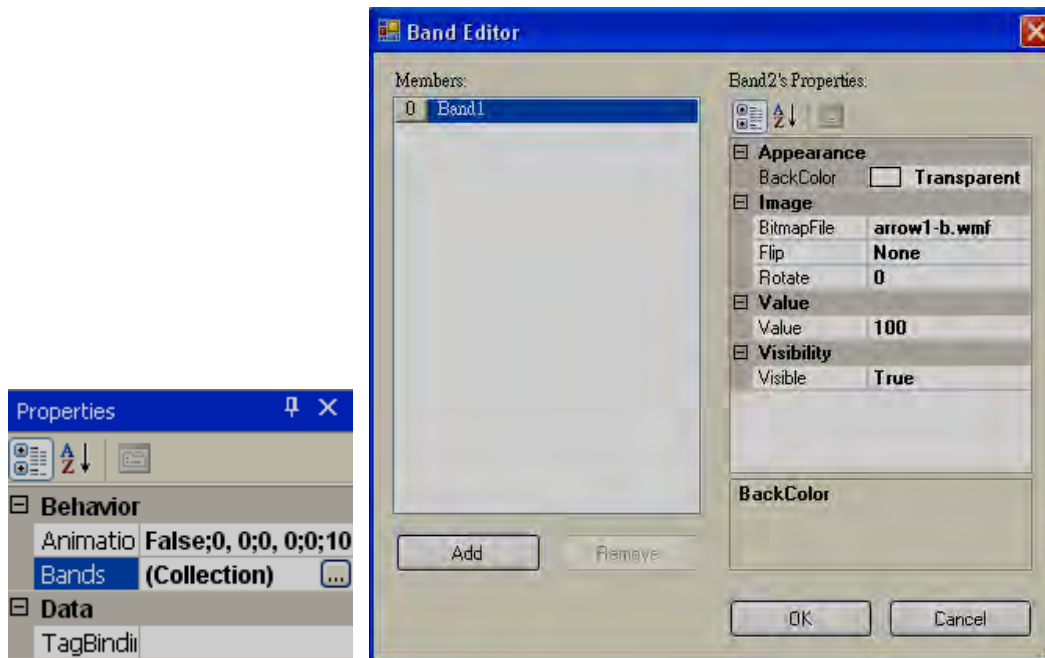 Properties
Behavior
Animatio False;0, 0;0, 0;0;10
Bands (Collection) ...
Data
TagBindi
Band Editor
Members:
0 Band1
Add
Remove
Band2's Properties:
Appearance
BackColor Transparent
Image
BitmapFile arrow1-b.wmf
Flip None
Rotate 0
Value
Value 100
Visibility
Visible True
BackColor
OK
Cancel